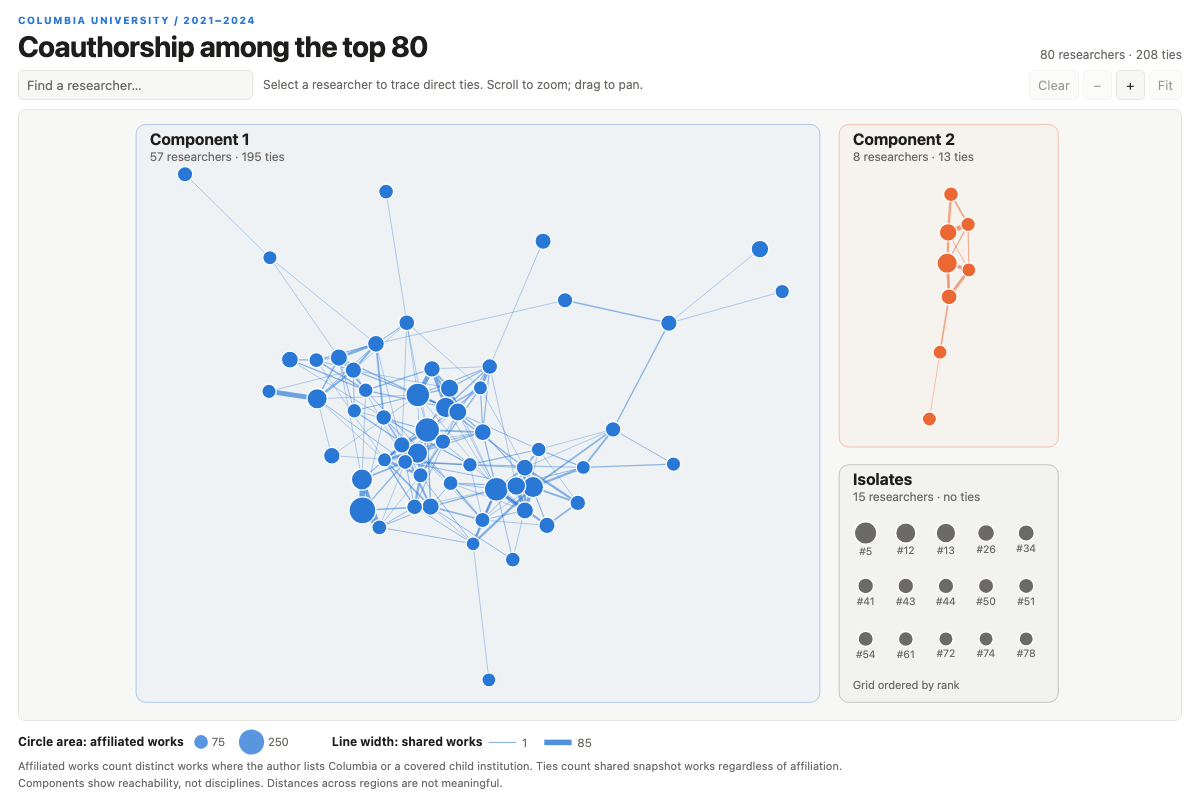 COLUMBIA UNIVERSITY / 2021–2024
Coauthorship among the top 80
80 researchers · 208 ties
Find a researcher...
Select a researcher to trace direct ties. Scroll to zoom; drag to pan.
Clear
−
+
Fit
Component 1
57 researchers · 195 ties
Component 2
8 researchers · 13 ties
Isolates
15 researchers · no ties
#5 #12 #13 #26 #34
#41 #43 #44 #50 #51
#54 #61 #72 #74 #78
Grid ordered by rank
Circle area: affiliated works 75 250 Line width: shared works 1 85
Affiliated works count distinct works where the author lists Columbia or a covered child institution. Ties count shared snapshot works regardless of affiliation.
Components show reachability, not disciplines. Distances across regions are not meaningful.